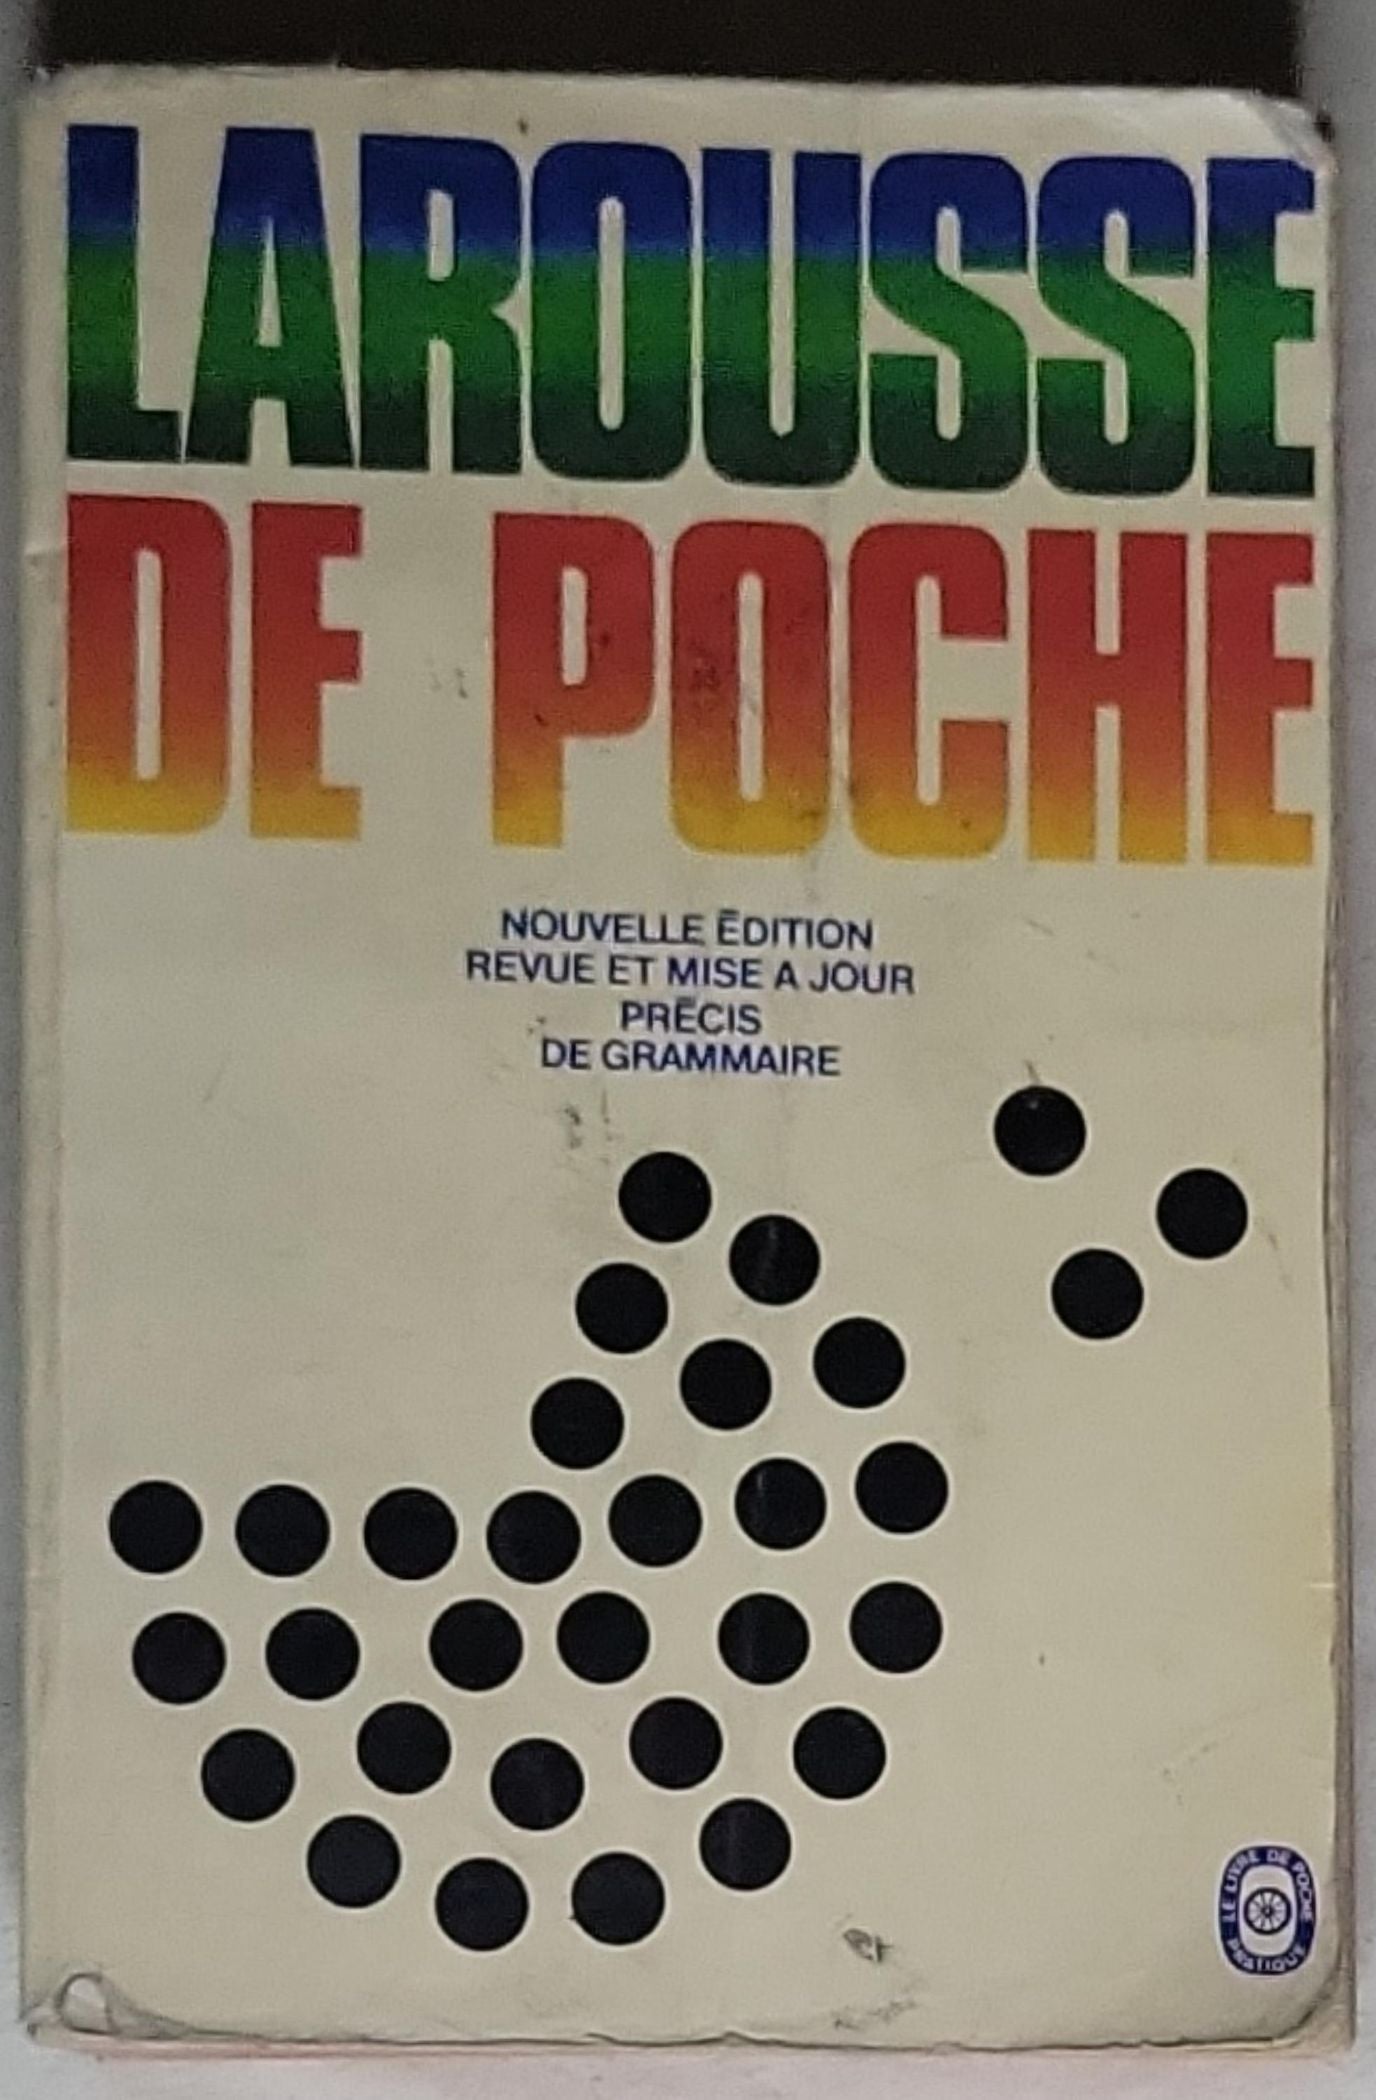 LAROUSSE
DE POCHE
NOUVELLE ÉDITION
REVUE ET MISE A JOUR
PRÉCIS
DE GRAMMAIRE
LE LIVRE DE POCHE
PRATIQUE